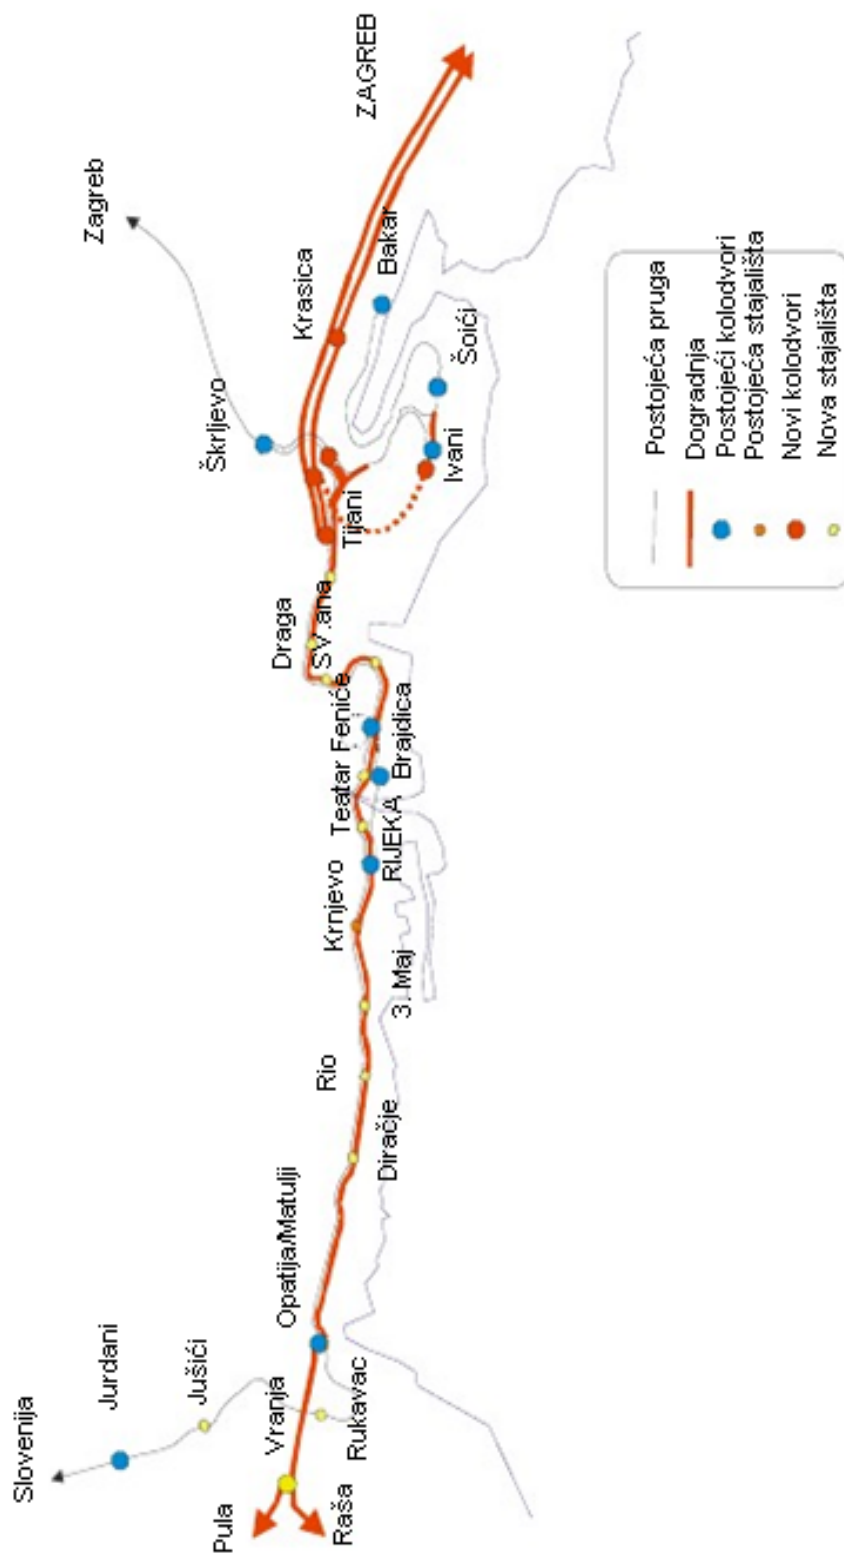 Slovenija
Jurdani
Jušići
Pula
Raša
Vranja
Rukavac
Opatija/Matulji
Diračje
Rio
3. Maj
Krnjevo
RIJEKA
Teatar Feniće
Brajdica
SV.ana
Draga
Tijani
Škrljevo
Ivani
Šoići
Krasica
Bakar
Zagreb
ZAGREB
Postojeća pruga
Dogradnja
Postojeći kolodvori
Postojeća stajališta
Novi kolodvori
Nova stajališta